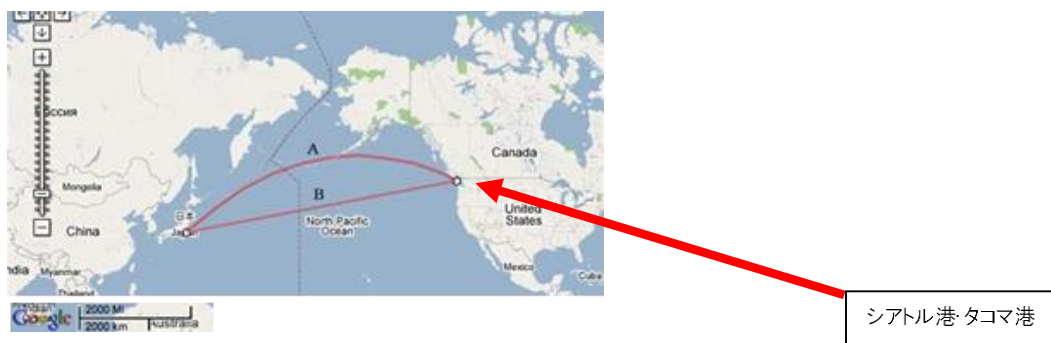 Россия
A
Canada
Mongolia
B
日本
Japan
United
States
China
North Pacific
Ocean
Mexico
Cuba
Myanmar
Thailand
Google
2000 Mi
2000 km
Australia
シアトル港・タコマ港